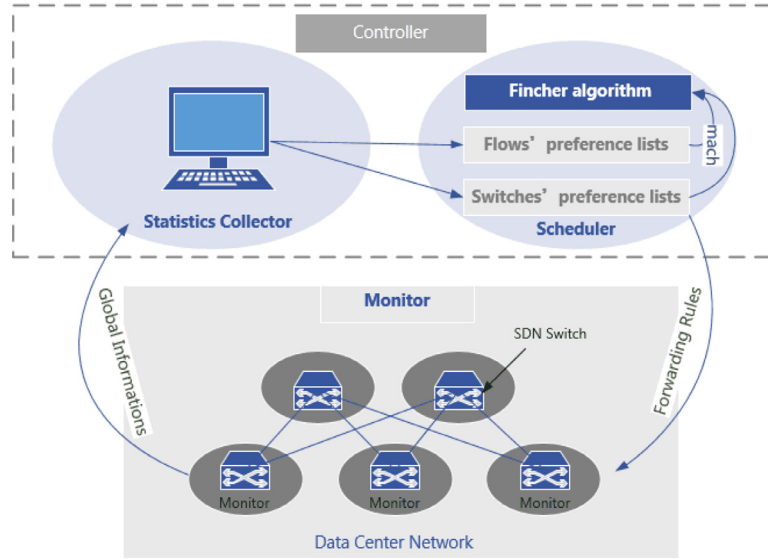 Controller
Fincher algorithm
Flows' preference lists
mach
Switches' preference lists
Statistics Collector
Scheduler
Global Informations
Forwarding Rules
Monitor
SDN Switch
Monitor
Monitor
Monitor
Data Center Network